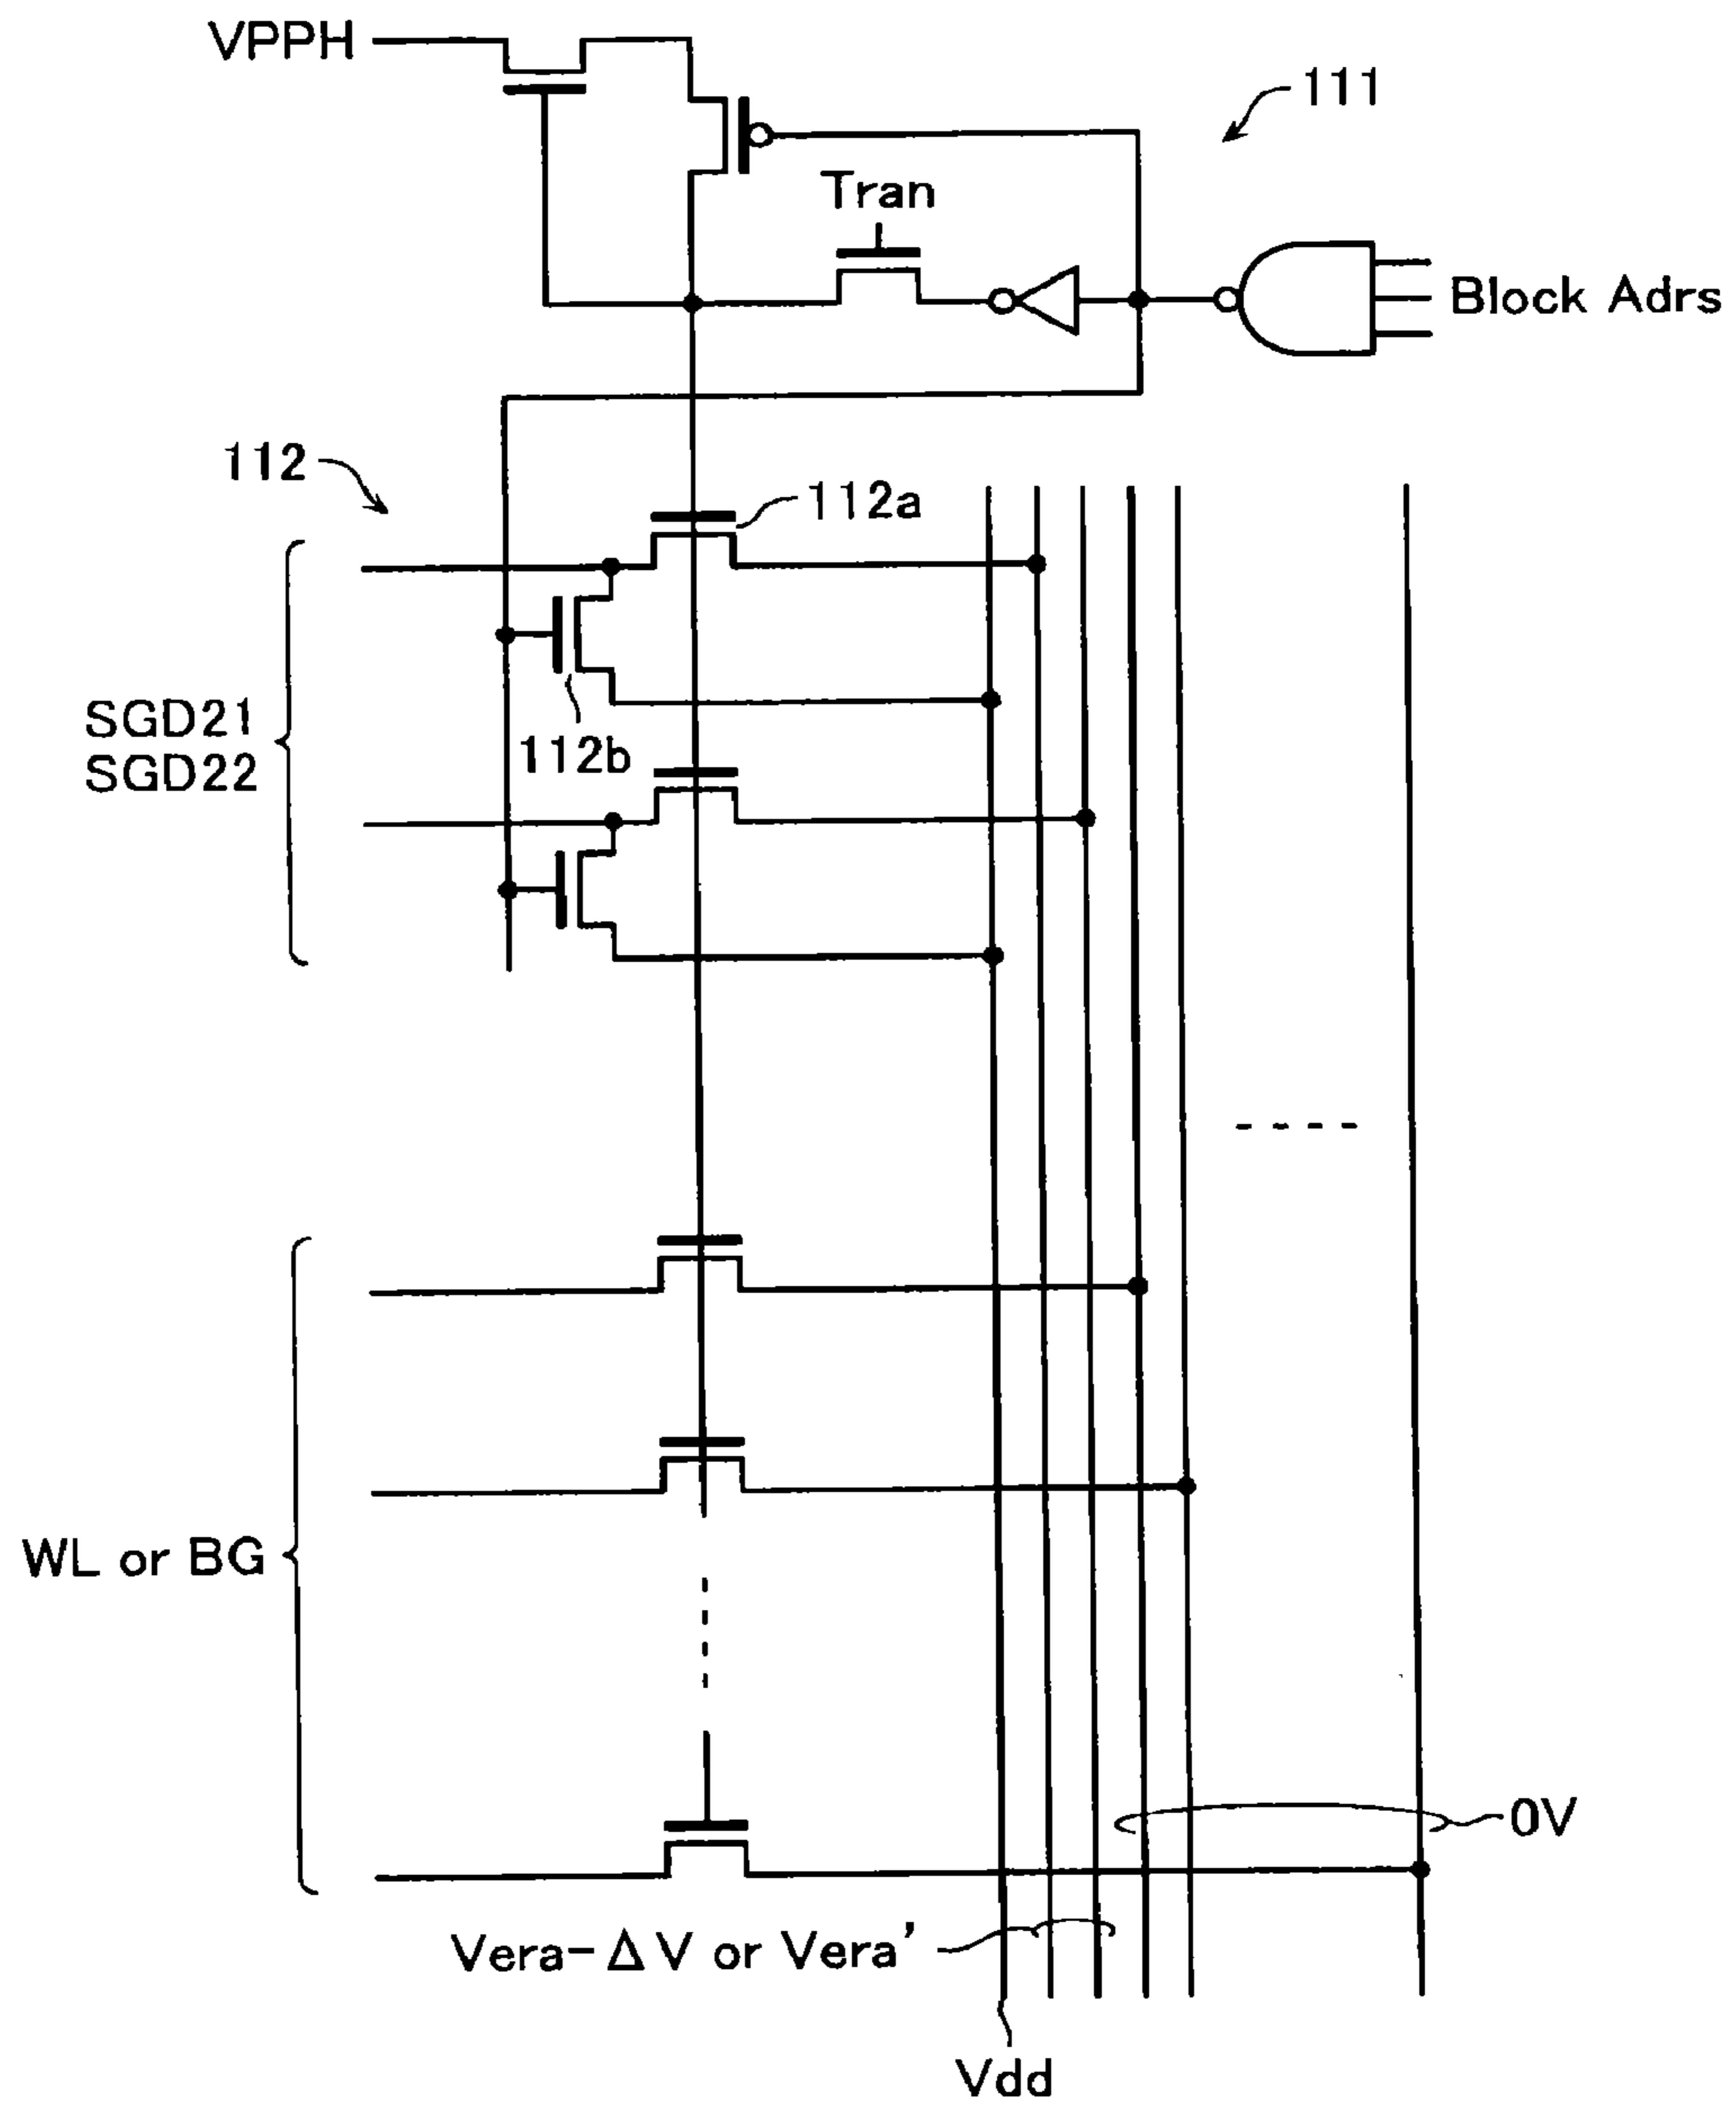 VPPH
111
Tran
Block Adrs
112
112a
SGD21
SGD22
112b
WL or BG
0V
Vera-ΔV or Vera'
Vdd